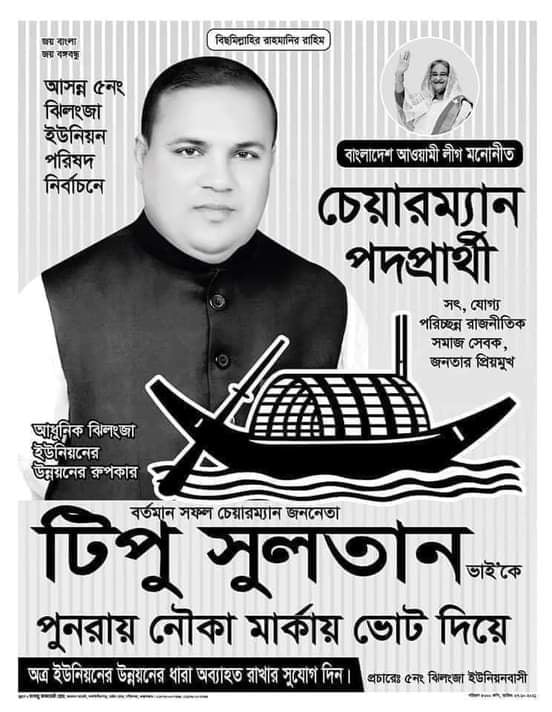 জয় বাংলা
জয় বঙ্গবন্ধু
বিছমিল্লাহির রাহমানির রাহিম
আসন্ন ৫নং
ঝিলংজা
ইউনিয়ন
পরিষদ
নির্বাচনে
বাংলাদেশ আওয়ামী লীগ মনোনীত
চেয়ারম্যান
পদপ্রার্থী
সৎ, যোগ্য
পরিচ্ছন্ন রাজনীতিক
সমাজ সেবক,
জনতার প্রিয়মুখ
আধুনিক ঝিলংজা
ইউনিয়নের
উন্নয়নের রুপকার
বর্তমান সফল চেয়ারম্যান জননেতা
টিপু সুলতান
ভাই'কে
পুনরায় নৌকা মার্কায় ভোট দিয়ে
অত্র ইউনিয়নের উন্নয়নের ধারা অব্যাহত রাখার সুযোগ দিন।
প্রচারেঃ ৫নং ঝিলংজা ইউনিয়নবাসী